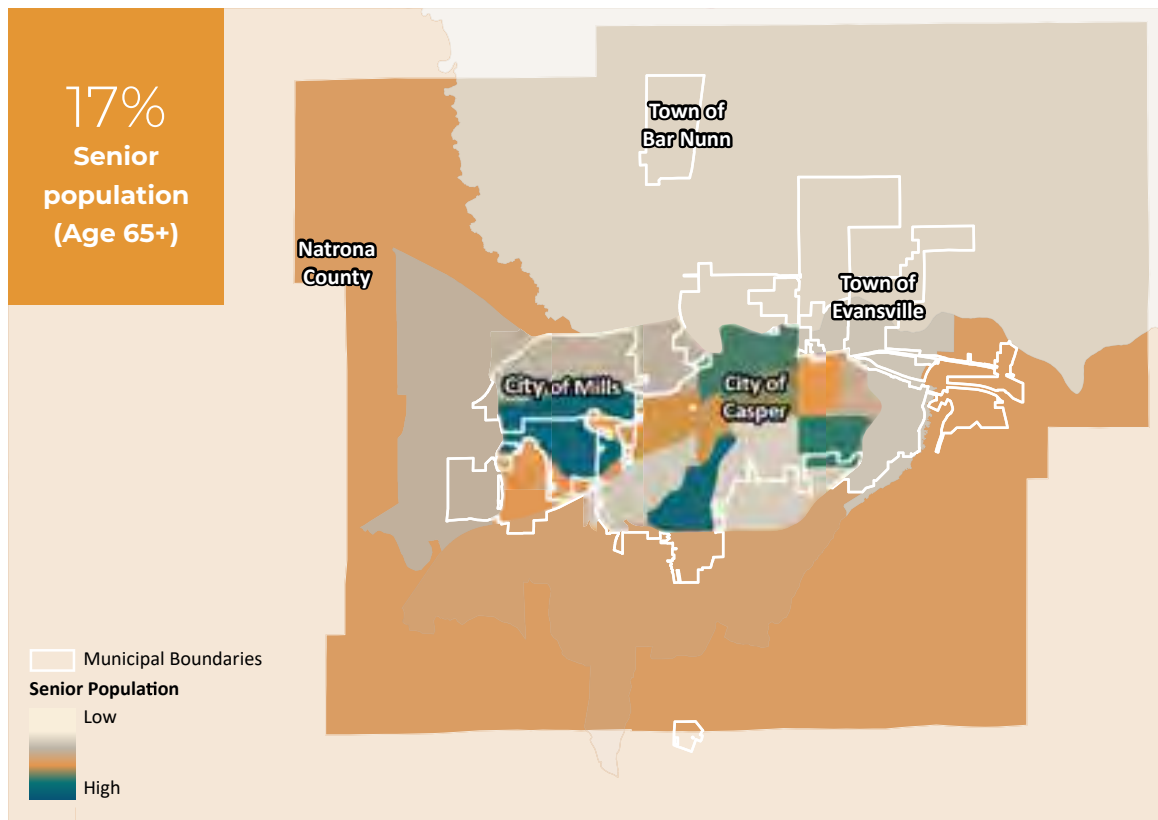 17%
Senior
population
(Age 65+)
Town of
Bar Nunn
Natrona
County
Town of
Evansville
City of Mills
City of
Casper
Municipal Boundaries
Senior Population
Low
High